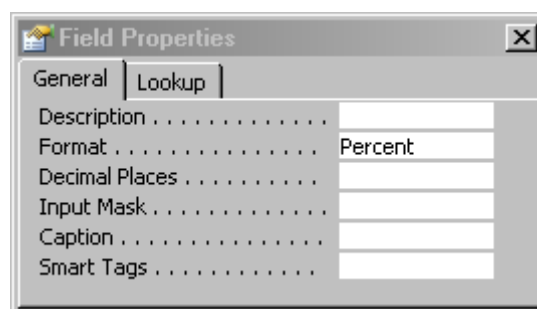 Field Properties
General Lookup
Description . . . . . . . . . . . . .
Format . . . . . . . . . . . . . . . Percent
Decimal Places . . . . . . . . . .
Input Mask . . . . . . . . . . . . .
Caption . . . . . . . . . . . . . . .
Smart Tags . . . . . . . . . . . .